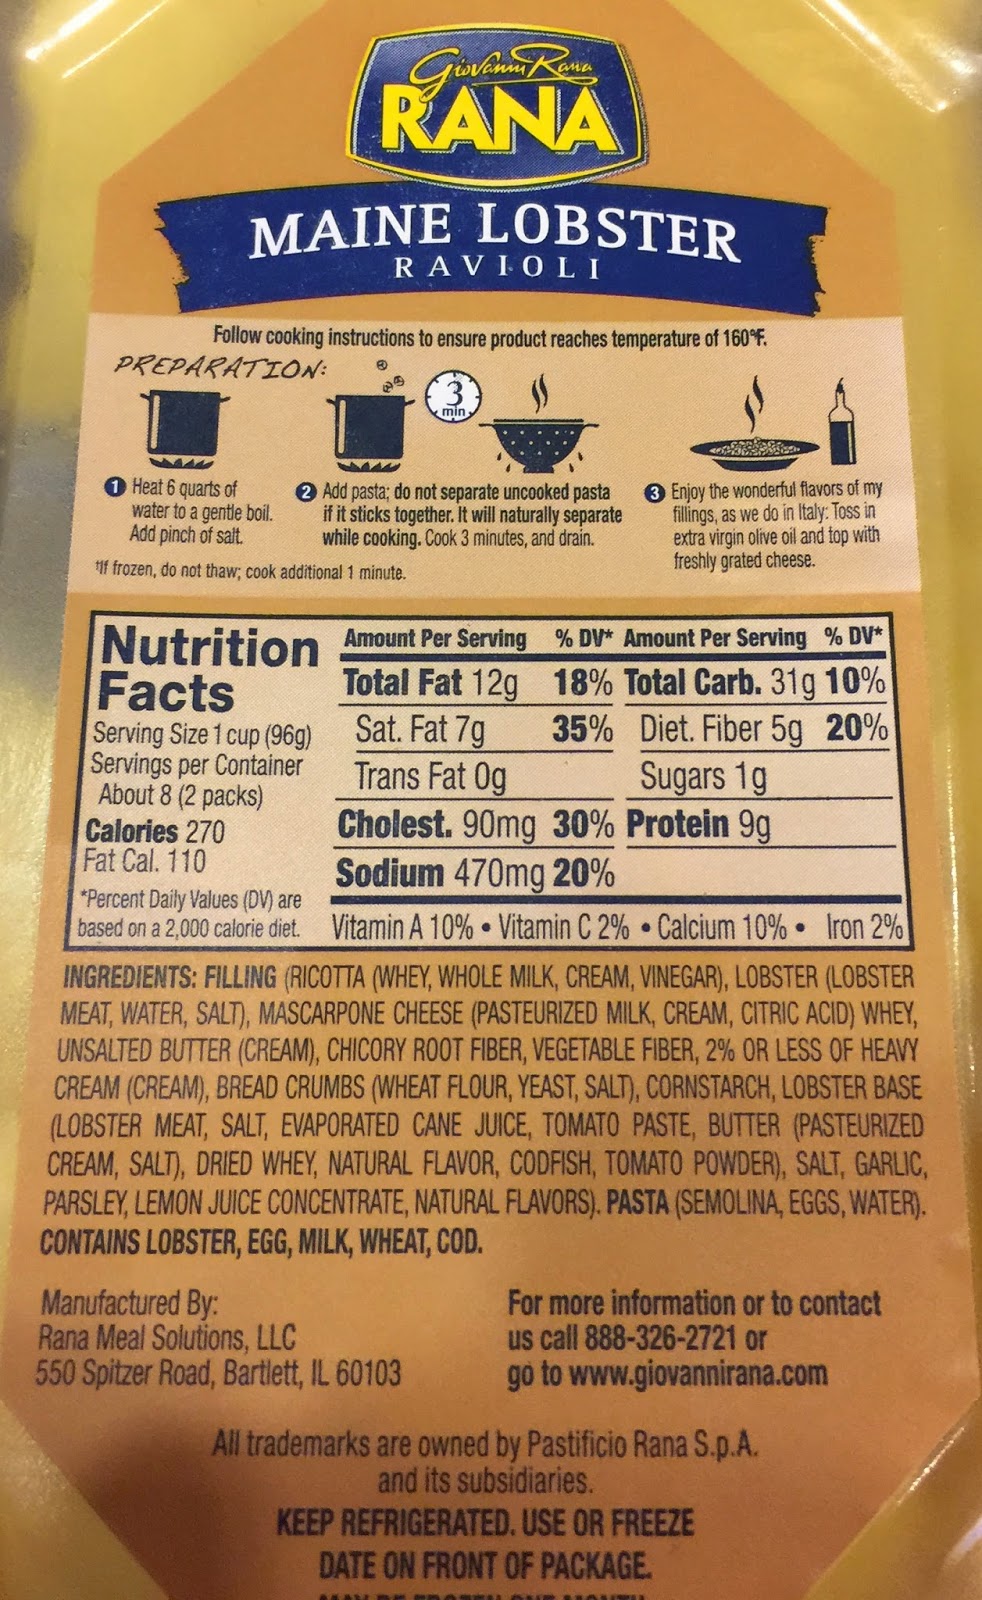 Giovanni Rana
RANA
MAINE LOBSTER
RAVIOLI
Follow cooking instructions to ensure product reaches temperature of 160°F.
PREPARATION:
3
min
1 Heat 6 quarts of
water to a gentle boil.
Add pinch of salt.
2 Add pasta; do not separate uncooked pasta
if it sticks together. It will naturally separate
while cooking. Cook 3 minutes, and drain.
3 Enjoy the wonderful flavors of my
fillings, as we do in Italy: Toss in
extra virgin olive oil and top with
freshly grated cheese.
*If frozen, do not thaw; cook additional 1 minute.
Nutrition
Facts
Serving Size 1 cup (96g)
Servings per Container
About 8 (2 packs)
Calories 270
Fat Cal. 110
*Percent Daily Values (DV) are
based on a 2,000 calorie diet.
Amount Per Serving % DV* Amount Per Serving % DV*
Total Fat 12g 18% Total Carb. 31g 10%
Sat. Fat 7g 35% Diet. Fiber 5g 20%
Trans Fat 0g Sugars 1g
Cholest. 90mg 30% Protein 9g
Sodium 470mg 20%
Vitamin A 10% • Vitamin C 2% • Calcium 10% • Iron 2%
INGREDIENTS: FILLING (RICOTTA (WHEY, WHOLE MILK, CREAM, VINEGAR), LOBSTER (LOBSTER
MEAT, WATER, SALT), MASCARPONE CHEESE (PASTEURIZED MILK, CREAM, CITRIC ACID) WHEY,
UNSALTED BUTTER (CREAM), CHICORY ROOT FIBER, VEGETABLE FIBER, 2% OR LESS OF HEAVY
CREAM (CREAM), BREAD CRUMBS (WHEAT FLOUR, YEAST, SALT), CORNSTARCH, LOBSTER BASE
(LOBSTER MEAT, SALT, EVAPORATED CANE JUICE, TOMATO PASTE, BUTTER (PASTEURIZED
CREAM, SALT), DRIED WHEY, NATURAL FLAVOR, CODFISH, TOMATO POWDER), SALT, GARLIC,
PARSLEY, LEMON JUICE CONCENTRATE, NATURAL FLAVORS). PASTA (SEMOLINA, EGGS, WATER).
CONTAINS LOBSTER, EGG, MILK, WHEAT, COD.
Manufactured By:
Rana Meal Solutions, LLC
550 Spitzer Road, Bartlett, IL 60103
For more information or to contact
us call 888-326-2721 or
go to www.giovannirana.com
All trademarks are owned by Pastificio Rana S.p.A.
and its subsidiaries.
KEEP REFRIGERATED. USE OR FREEZE
DATE ON FRONT OF PACKAGE.
MAY BE FROZEN ONE MONTH